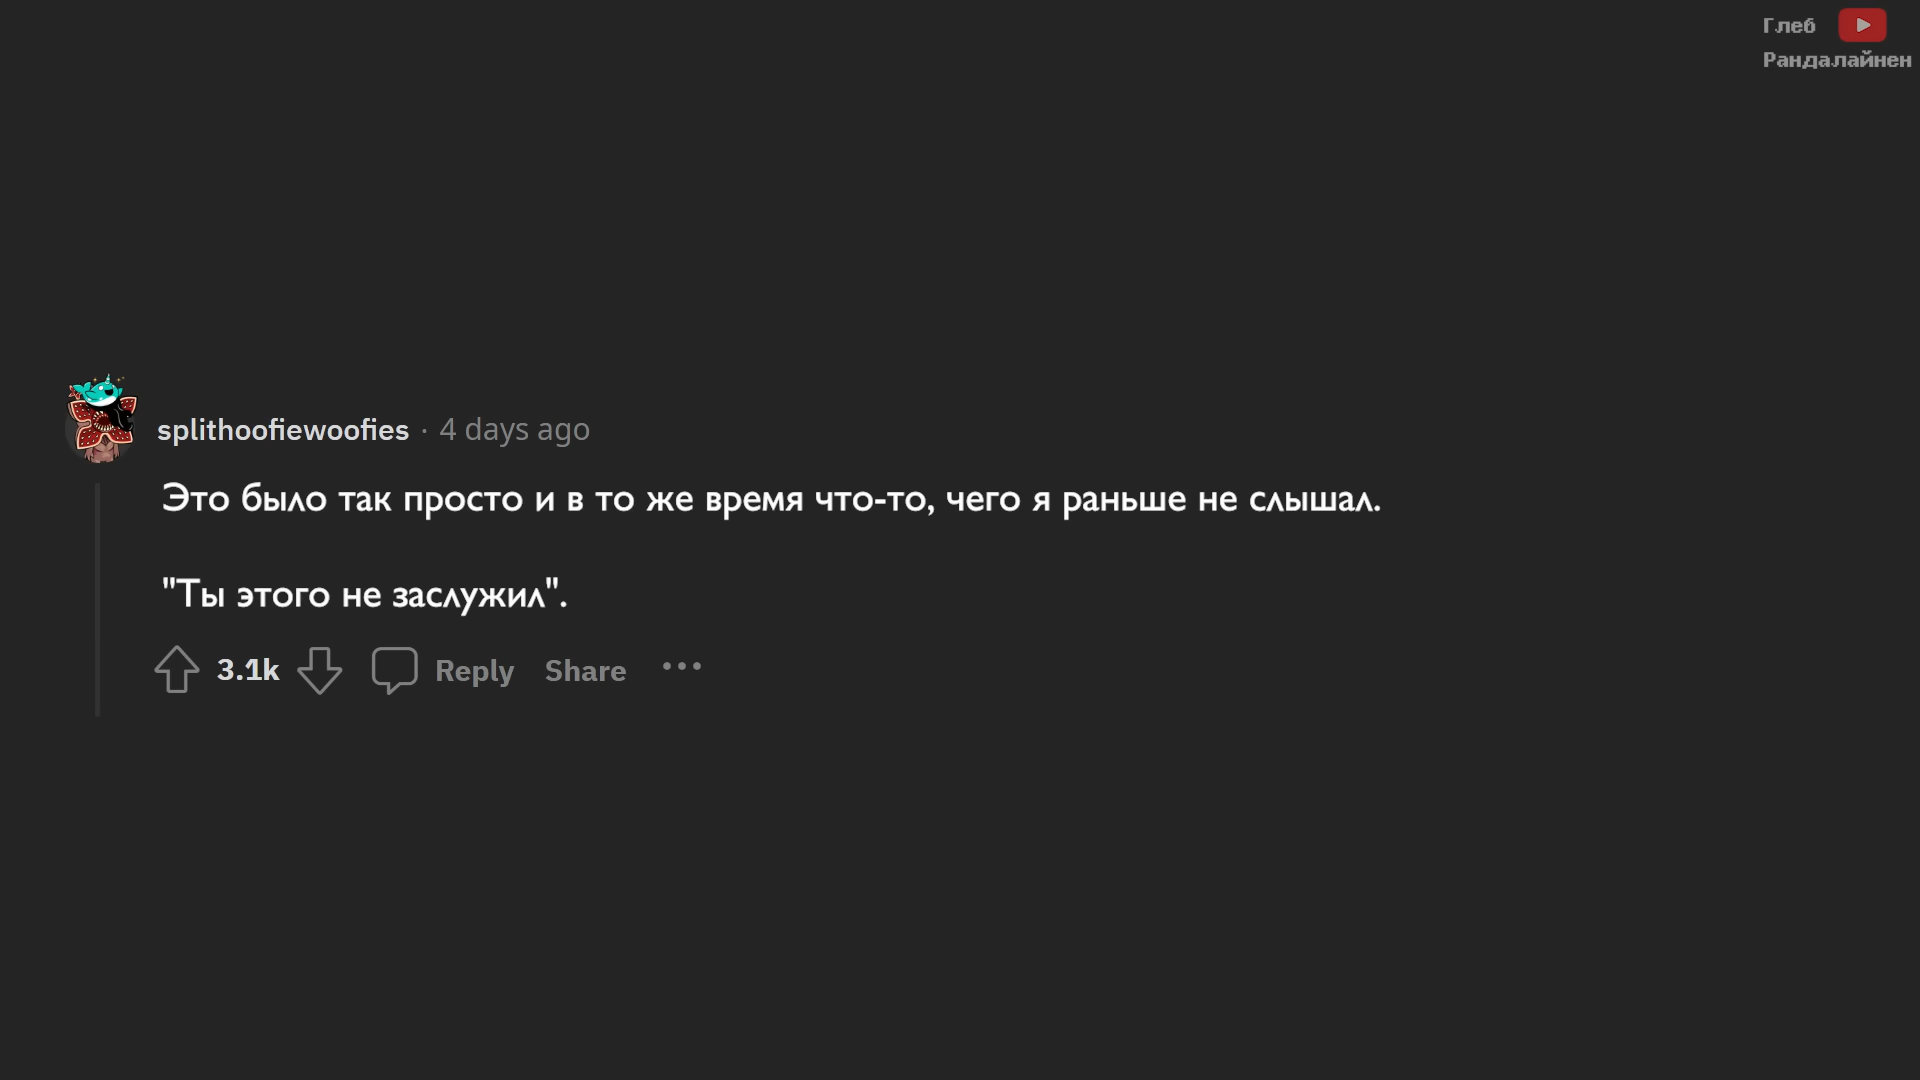 Глеб
Рандалайнен
splithoofiewoofies · 4 days ago
Это было так просто и в то же время что-то, чего я раньше не слышал.
"Ты этого не заслужил".
3.1k Reply Share ···